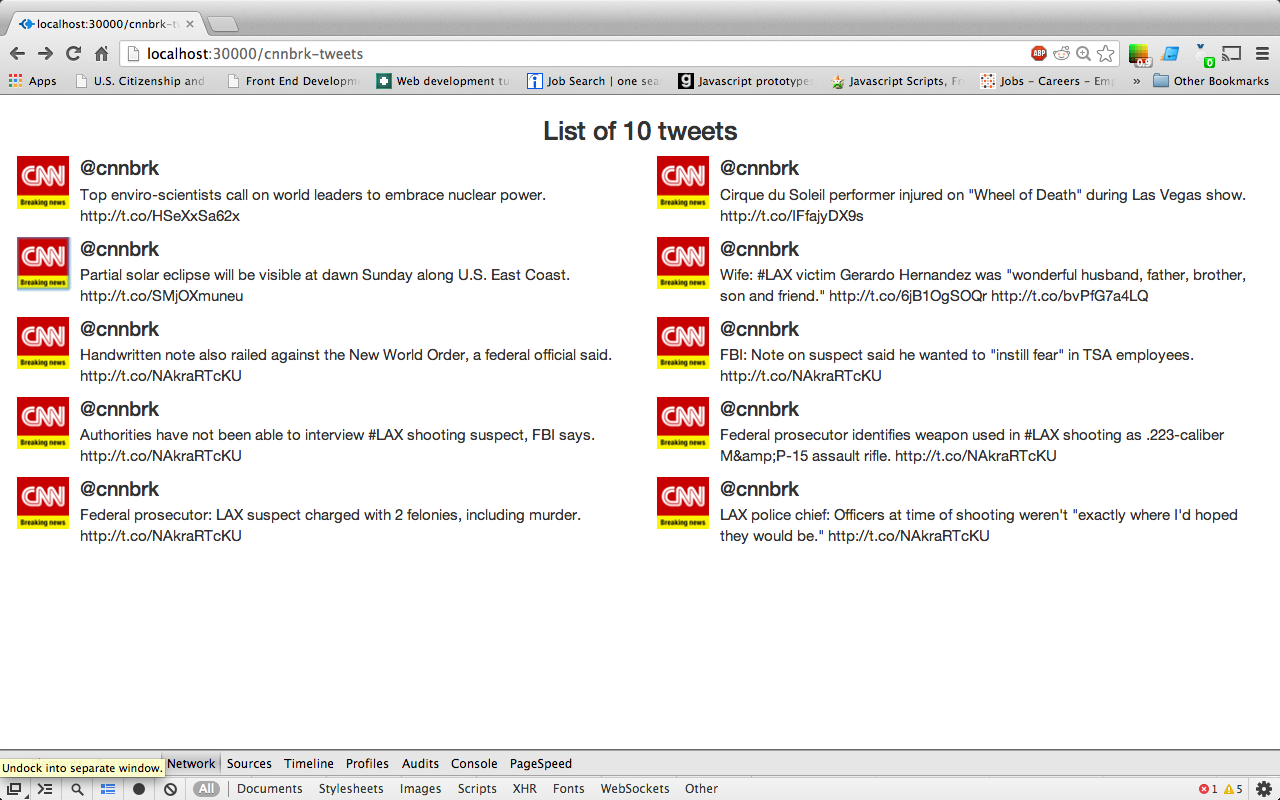 localhost:30000/cnnbrk-t
localhost:30000/cnnbrk-tweets
ABP
0.9
0
Apps
U.S. Citizenship and
Front End Developm
Web development tu
Job Search | one sea
Javascript prototype
Javascript Scripts, Fr
Jobs – Careers – Em
»
Other Bookmarks
List of 10 tweets
CNN
Breaking news
@cnnbrk
Top enviro-scientists call on world leaders to embrace nuclear power.
http://t.co/HSeXxSa62x
CNN
Breaking news
@cnnbrk
Cirque du Soleil performer injured on "Wheel of Death" during Las Vegas show.
http://t.co/lFfajyDX9s
CNN
Breaking news
@cnnbrk
Partial solar eclipse will be visible at dawn Sunday along U.S. East Coast.
http://t.co/SMjOXmuneu
CNN
Breaking news
@cnnbrk
Wife: #LAX victim Gerardo Hernandez was "wonderful husband, father, brother,
son and friend." http://t.co/6jB1OgSOQr http://t.co/bvPfG7a4LQ
CNN
Breaking news
@cnnbrk
Handwritten note also railed against the New World Order, a federal official said.
http://t.co/NAkraRTcKU
CNN
Breaking news
@cnnbrk
FBI: Note on suspect said he wanted to "instill fear" in TSA employees.
http://t.co/NAkraRTcKU
CNN
Breaking news
@cnnbrk
Authorities have not been able to interview #LAX shooting suspect, FBI says.
http://t.co/NAkraRTcKU
CNN
Breaking news
@cnnbrk
Federal prosecutor identifies weapon used in #LAX shooting as .223-caliber
M&amp;P-15 assault rifle. http://t.co/NAkraRTcKU
CNN
Breaking news
@cnnbrk
Federal prosecutor: LAX suspect charged with 2 felonies, including murder.
http://t.co/NAkraRTcKU
CNN
Breaking news
@cnnbrk
LAX police chief: Officers at time of shooting weren't "exactly where I'd hoped
they would be." http://t.co/NAkraRTcKU
Undock into separate window.
Network Sources Timeline Profiles Audits Console PageSpeed
All Documents Stylesheets Images Scripts XHR Fonts WebSockets Other
1 5